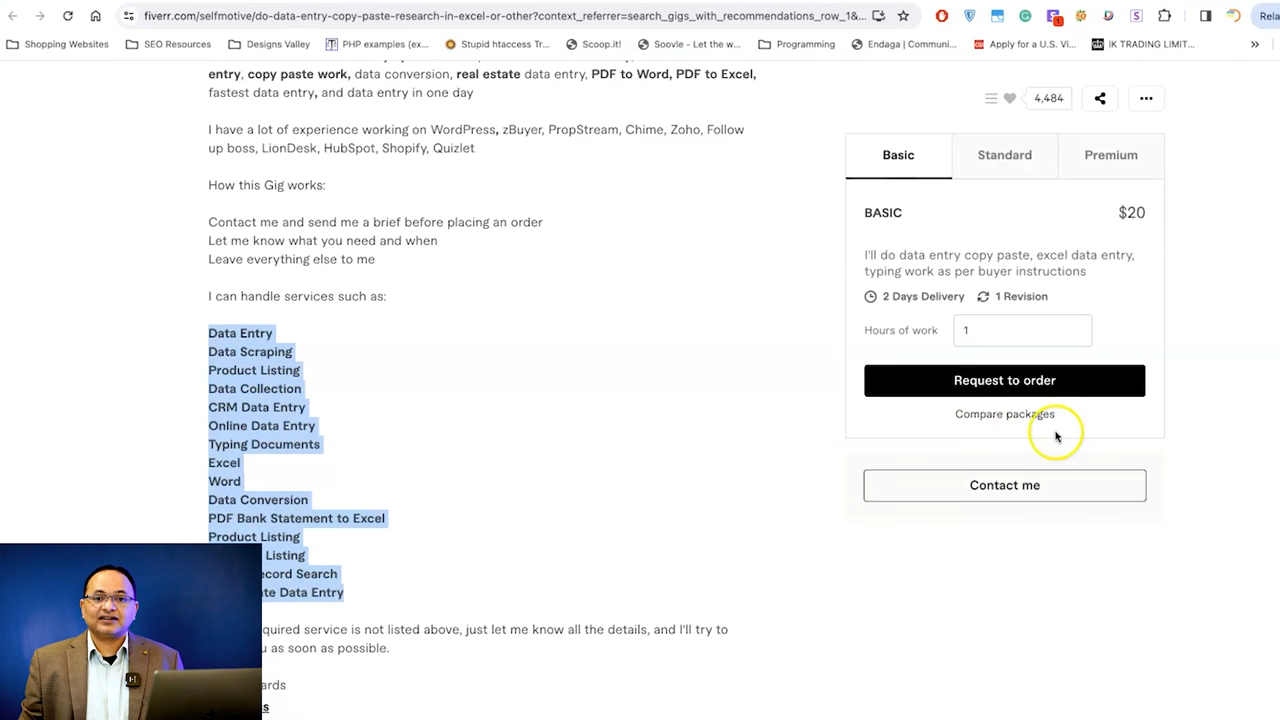 fiverr.com/selfmotive/do-data-entry-copy-paste-research-in-excel-or-other?context_referrer=search_gigs_with_recommendations_row_1&...
Rela
Shopping Websites
SEO Resources
Designs Valley
PHP examples (ex...
Stupid htaccess Tr...
Scoop.it!
Soovle - Let the w...
Programming
Endaga | Communi...
Apply for a U.S. Vi...
IK TRADING LIMIT...
entry, copy paste work, data conversion, real estate data entry, PDF to Word, PDF to Excel,
fastest data entry, and data entry in one day
I have a lot of experience working on WordPress, zBuyer, PropStream, Chime, Zoho, Follow
up boss, LionDesk, HubSpot, Shopify, Quizlet
How this Gig works:
Contact me and send me a brief before placing an order
Let me know what you need and when
Leave everything else to me
I can handle services such as:
Data Entry
Data Scraping
Product Listing
Data Collection
CRM Data Entry
Online Data Entry
Typing Documents
Excel
Word
Data Conversion
PDF Bank Statement to Excel
Product Listing
Listing
ecord Search
te Data Entry
quired service is not listed above, just let me know all the details, and I'll try to
u as soon as possible.
ards
4,484
Basic
Standard
Premium
BASIC
$20
I'll do data entry copy paste, excel data entry,
typing work as per buyer instructions
2 Days Delivery
1 Revision
Hours of work
1
Request to order
Compare packages
Contact me